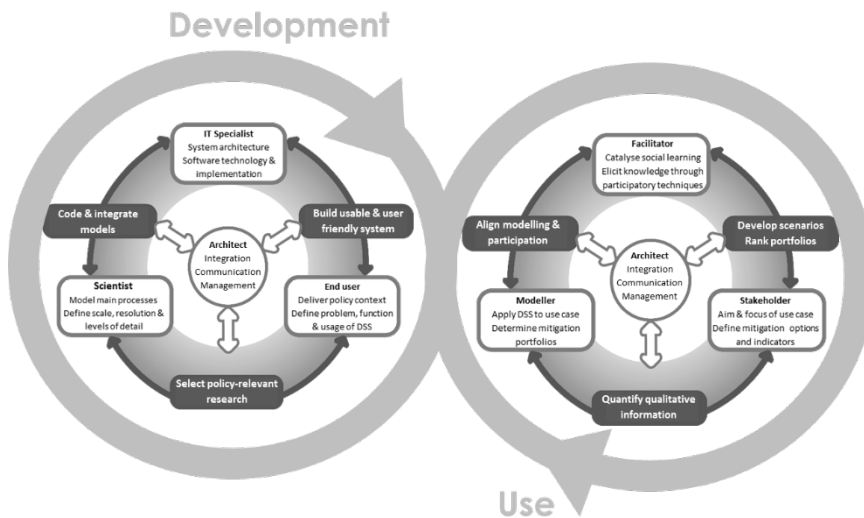 Development
IT Specialist
System architecture
Software technology &
implementation
Code & integrate
models
Build usable & user
friendly system
Architect
Integration
Communication
Management
Scientist
Model main processes
Define scale, resolution &
levels of detail
End user
Deliver policy context
Define problem, function
& usage of DSS
Select policy-relevant
research
Facilitator
Catalyse social learning
Elicit knowledge through
participatory techniques
Align modelling &
participation
Develop scenarios
Rank portfolios
Architect
Integration
Communication
Management
Modeller
Apply DSS to use case
Determine mitigation
portfolios
Stakeholder
Aim & focus of use case
Define mitigation options
and indicators
Quantify qualitative
information
Use